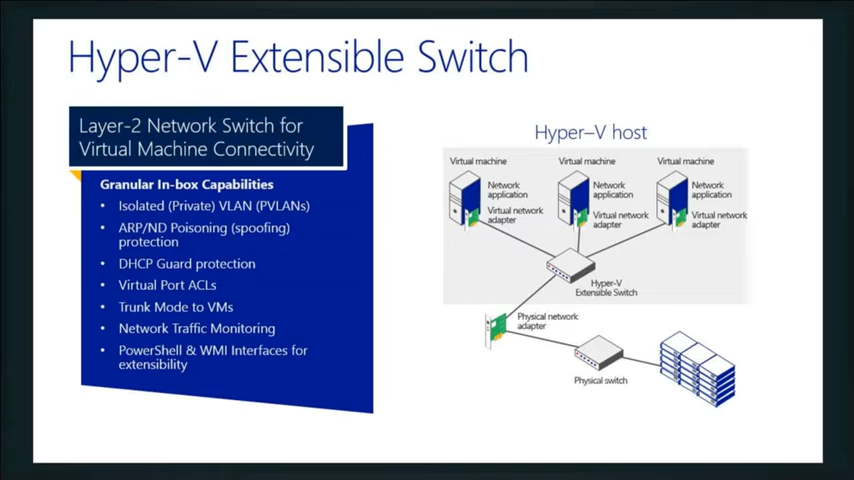 Hyper-V Extensible Switch
Layer-2 Network Switch for
Virtual Machine Connectivity
Granular In-box Capabilities
• Isolated (Private) VLAN (PVLANs)
• ARP/ND Poisoning (spoofing)
protection
• DHCP Guard protection
• Virtual Port ACLs
• Trunk Mode to VMs
• Network Traffic Monitoring
• PowerShell & WMI Interfaces for
extensibility
Hyper–V host
Virtual machine
Network
application
Virtual network
adapter
Virtual machine
Network
application
Virtual network
adapter
Virtual machine
Network
application
Virtual network
adapter
Hyper-V
Extensible Switch
Physical network
adapter
Physical switch